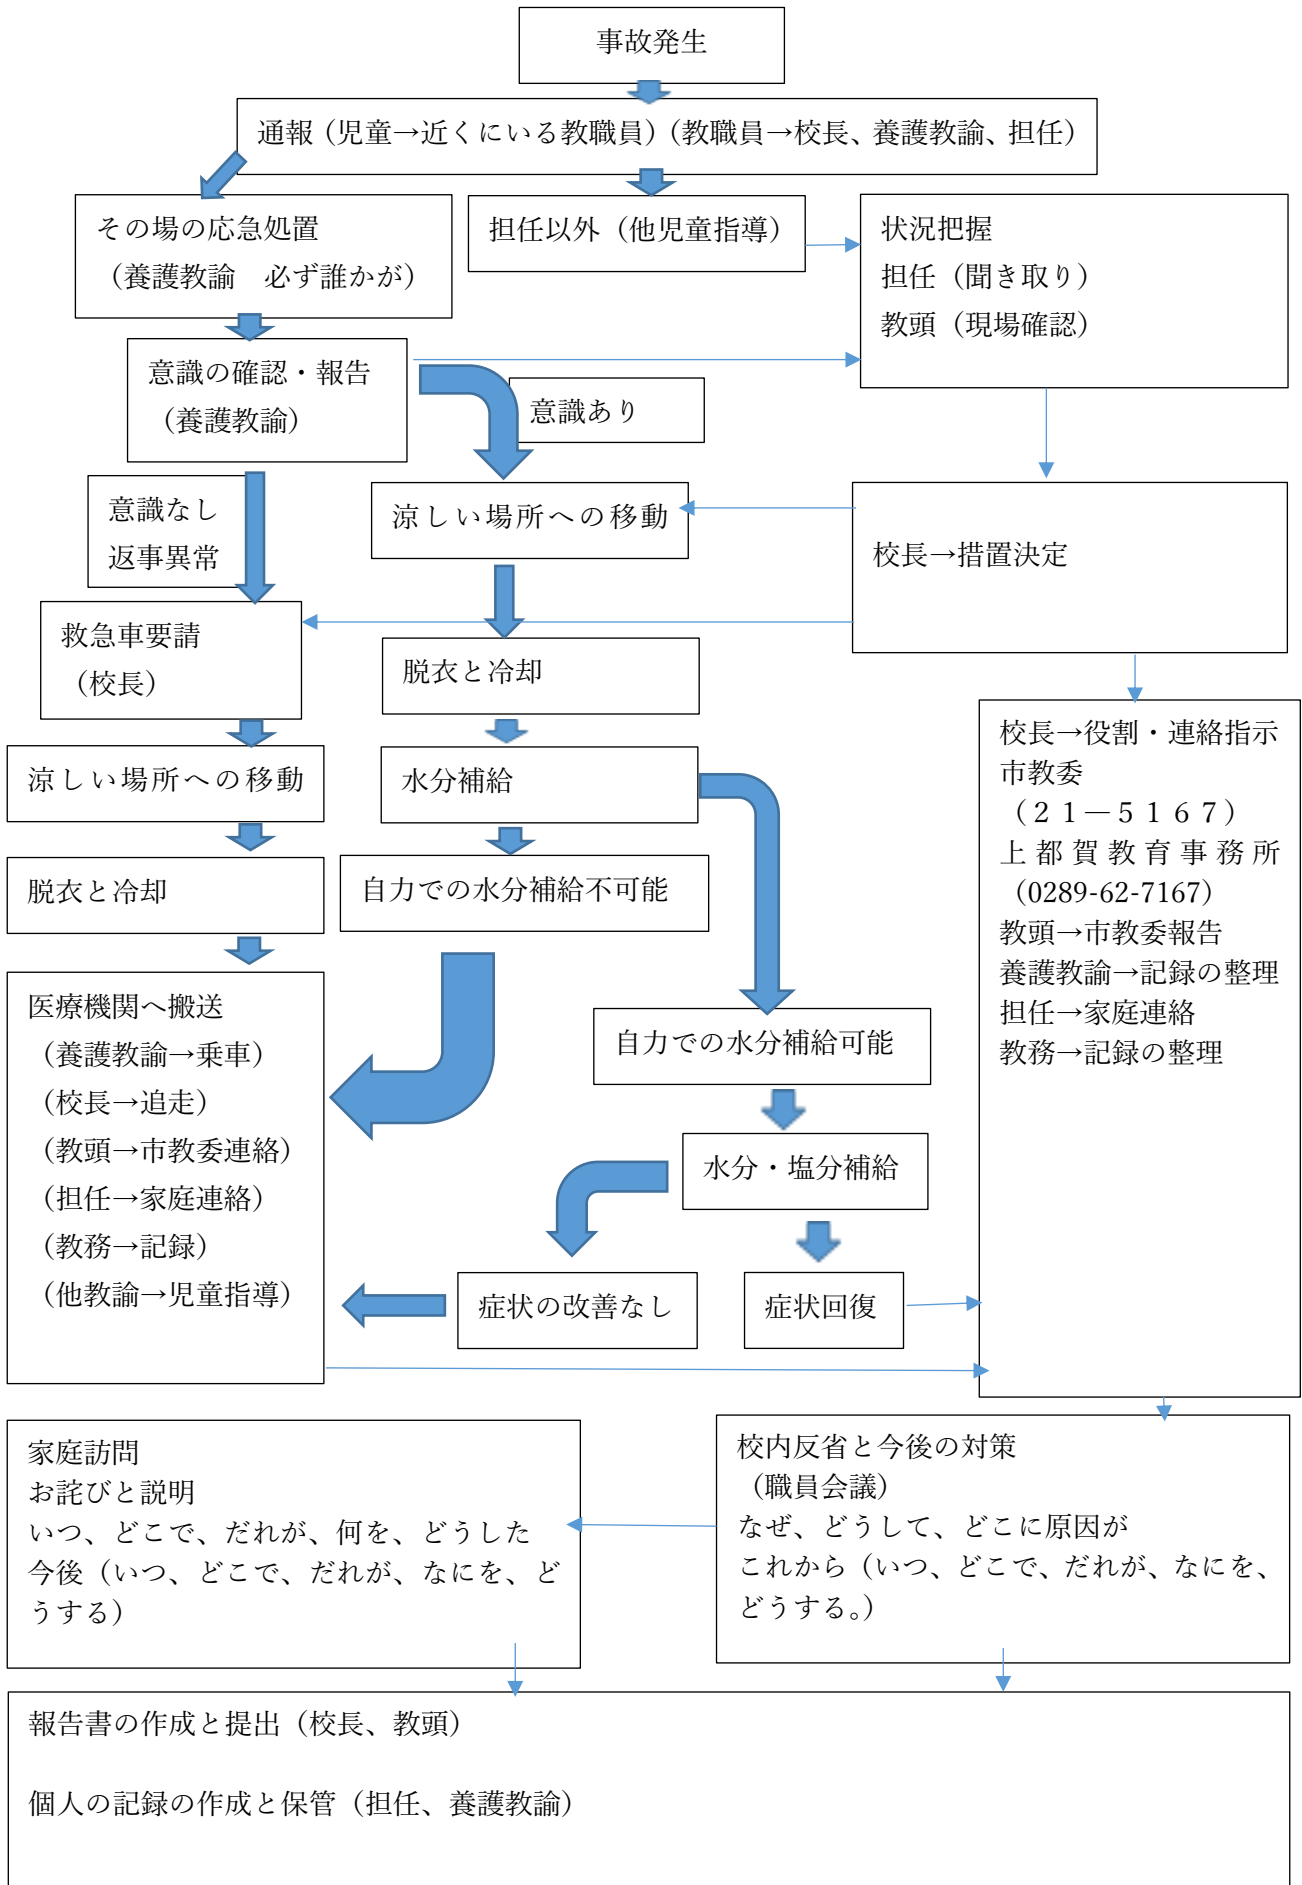 事故発生
通報（児童→近くにいる教職員）（教職員→校長、養護教諭、担任）
その場の応急処置
（養護教諭　必ず誰かが）
担任以外（他児童指導）
状況把握
担任（聞き取り）
教頭（現場確認）
意識の確認・報告
（養護教諭）
意識あり
意識なし
返事異常
涼しい場所への移動
校長→措置決定
救急車要請
（校長）
脱衣と冷却
校長→役割・連絡指示
市教委
（２１―５１６７）
上都賀教育事務所
（0289-62-7167）
教頭→市教委報告
養護教諭→記録の整理
担任→家庭連絡
教務→記録の整理
涼しい場所への移動
水分補給
脱衣と冷却
自力での水分補給不可能
医療機関へ搬送
（養護教諭→乗車）
（校長→追走）
（教頭→市教委連絡）
（担任→家庭連絡）
（教務→記録）
（他教諭→児童指導）
自力での水分補給可能
水分・塩分補給
症状の改善なし
症状回復
家庭訪問
お詫びと説明
いつ、どこで、だれが、何を、どうした
今後（いつ、どこで、だれが、なにを、ど
うする）
校内反省と今後の対策
（職員会議）
なぜ、どうして、どこに原因が
これから（いつ、どこで、だれが、なにを、
どうする。）
報告書の作成と提出（校長、教頭）
個人の記録の作成と保管（担任、養護教諭）